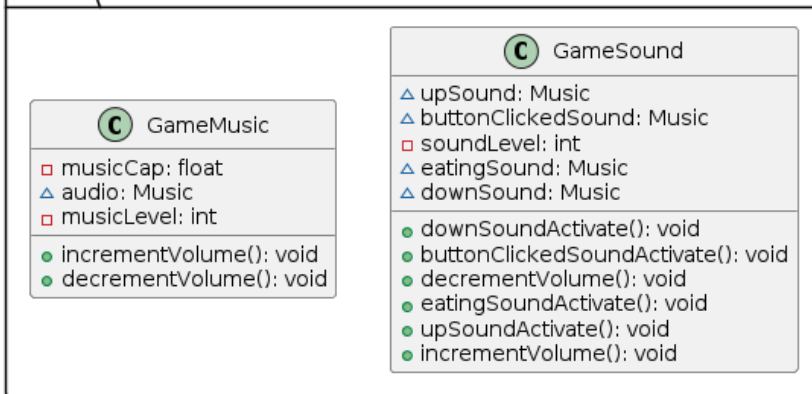 C GameMusic
musicCap: float
audio: Music
musicLevel: int
incrementVolume(): void
decrementVolume(): void
C GameSound
upSound: Music
buttonClickedSound: Music
soundLevel: int
eatingSound: Music
downSound: Music
downSoundActivate(): void
buttonClickedSoundActivate(): void
decrementVolume(): void
eatingSoundActivate(): void
upSoundActivate(): void
incrementVolume(): void